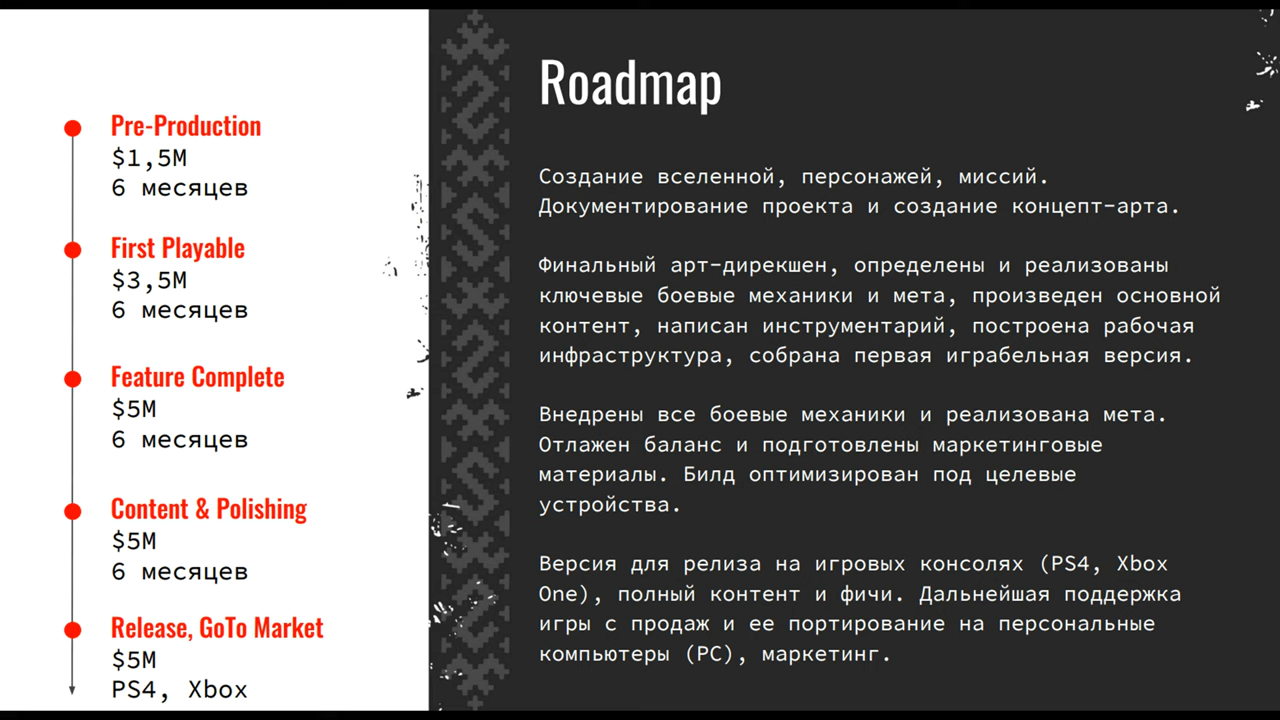 Roadmap
Pre-Production
$1,5M
6 месяцев
First Playable
$3,5M
6 месяцев
Feature Complete
$5M
6 месяцев
Content & Polishing
$5M
6 месяцев
Release, GoTo Market
$5M
PS4, Xbox
Создание вселенной, персонажей, миссий.
Документирование проекта и создание концепт-арта.
Финальный арт-дирекшен, определены и реализованы
ключевые боевые механики и мета, произведен основной
контент, написан инструментарий, построена рабочая
инфраструктура, собрана первая играбельная версия.
Внедрены все боевые механики и реализована мета.
Отлажен баланс и подготовлены маркетинговые
материалы. Билд оптимизирован под целевые
устройства.
Версия для релиза на игровых консолях (PS4, Xbox
One), полный контент и фичи. Дальнейшая поддержка
игры с продаж и ее портирование на персональные
компьютеры (PC), маркетинг.